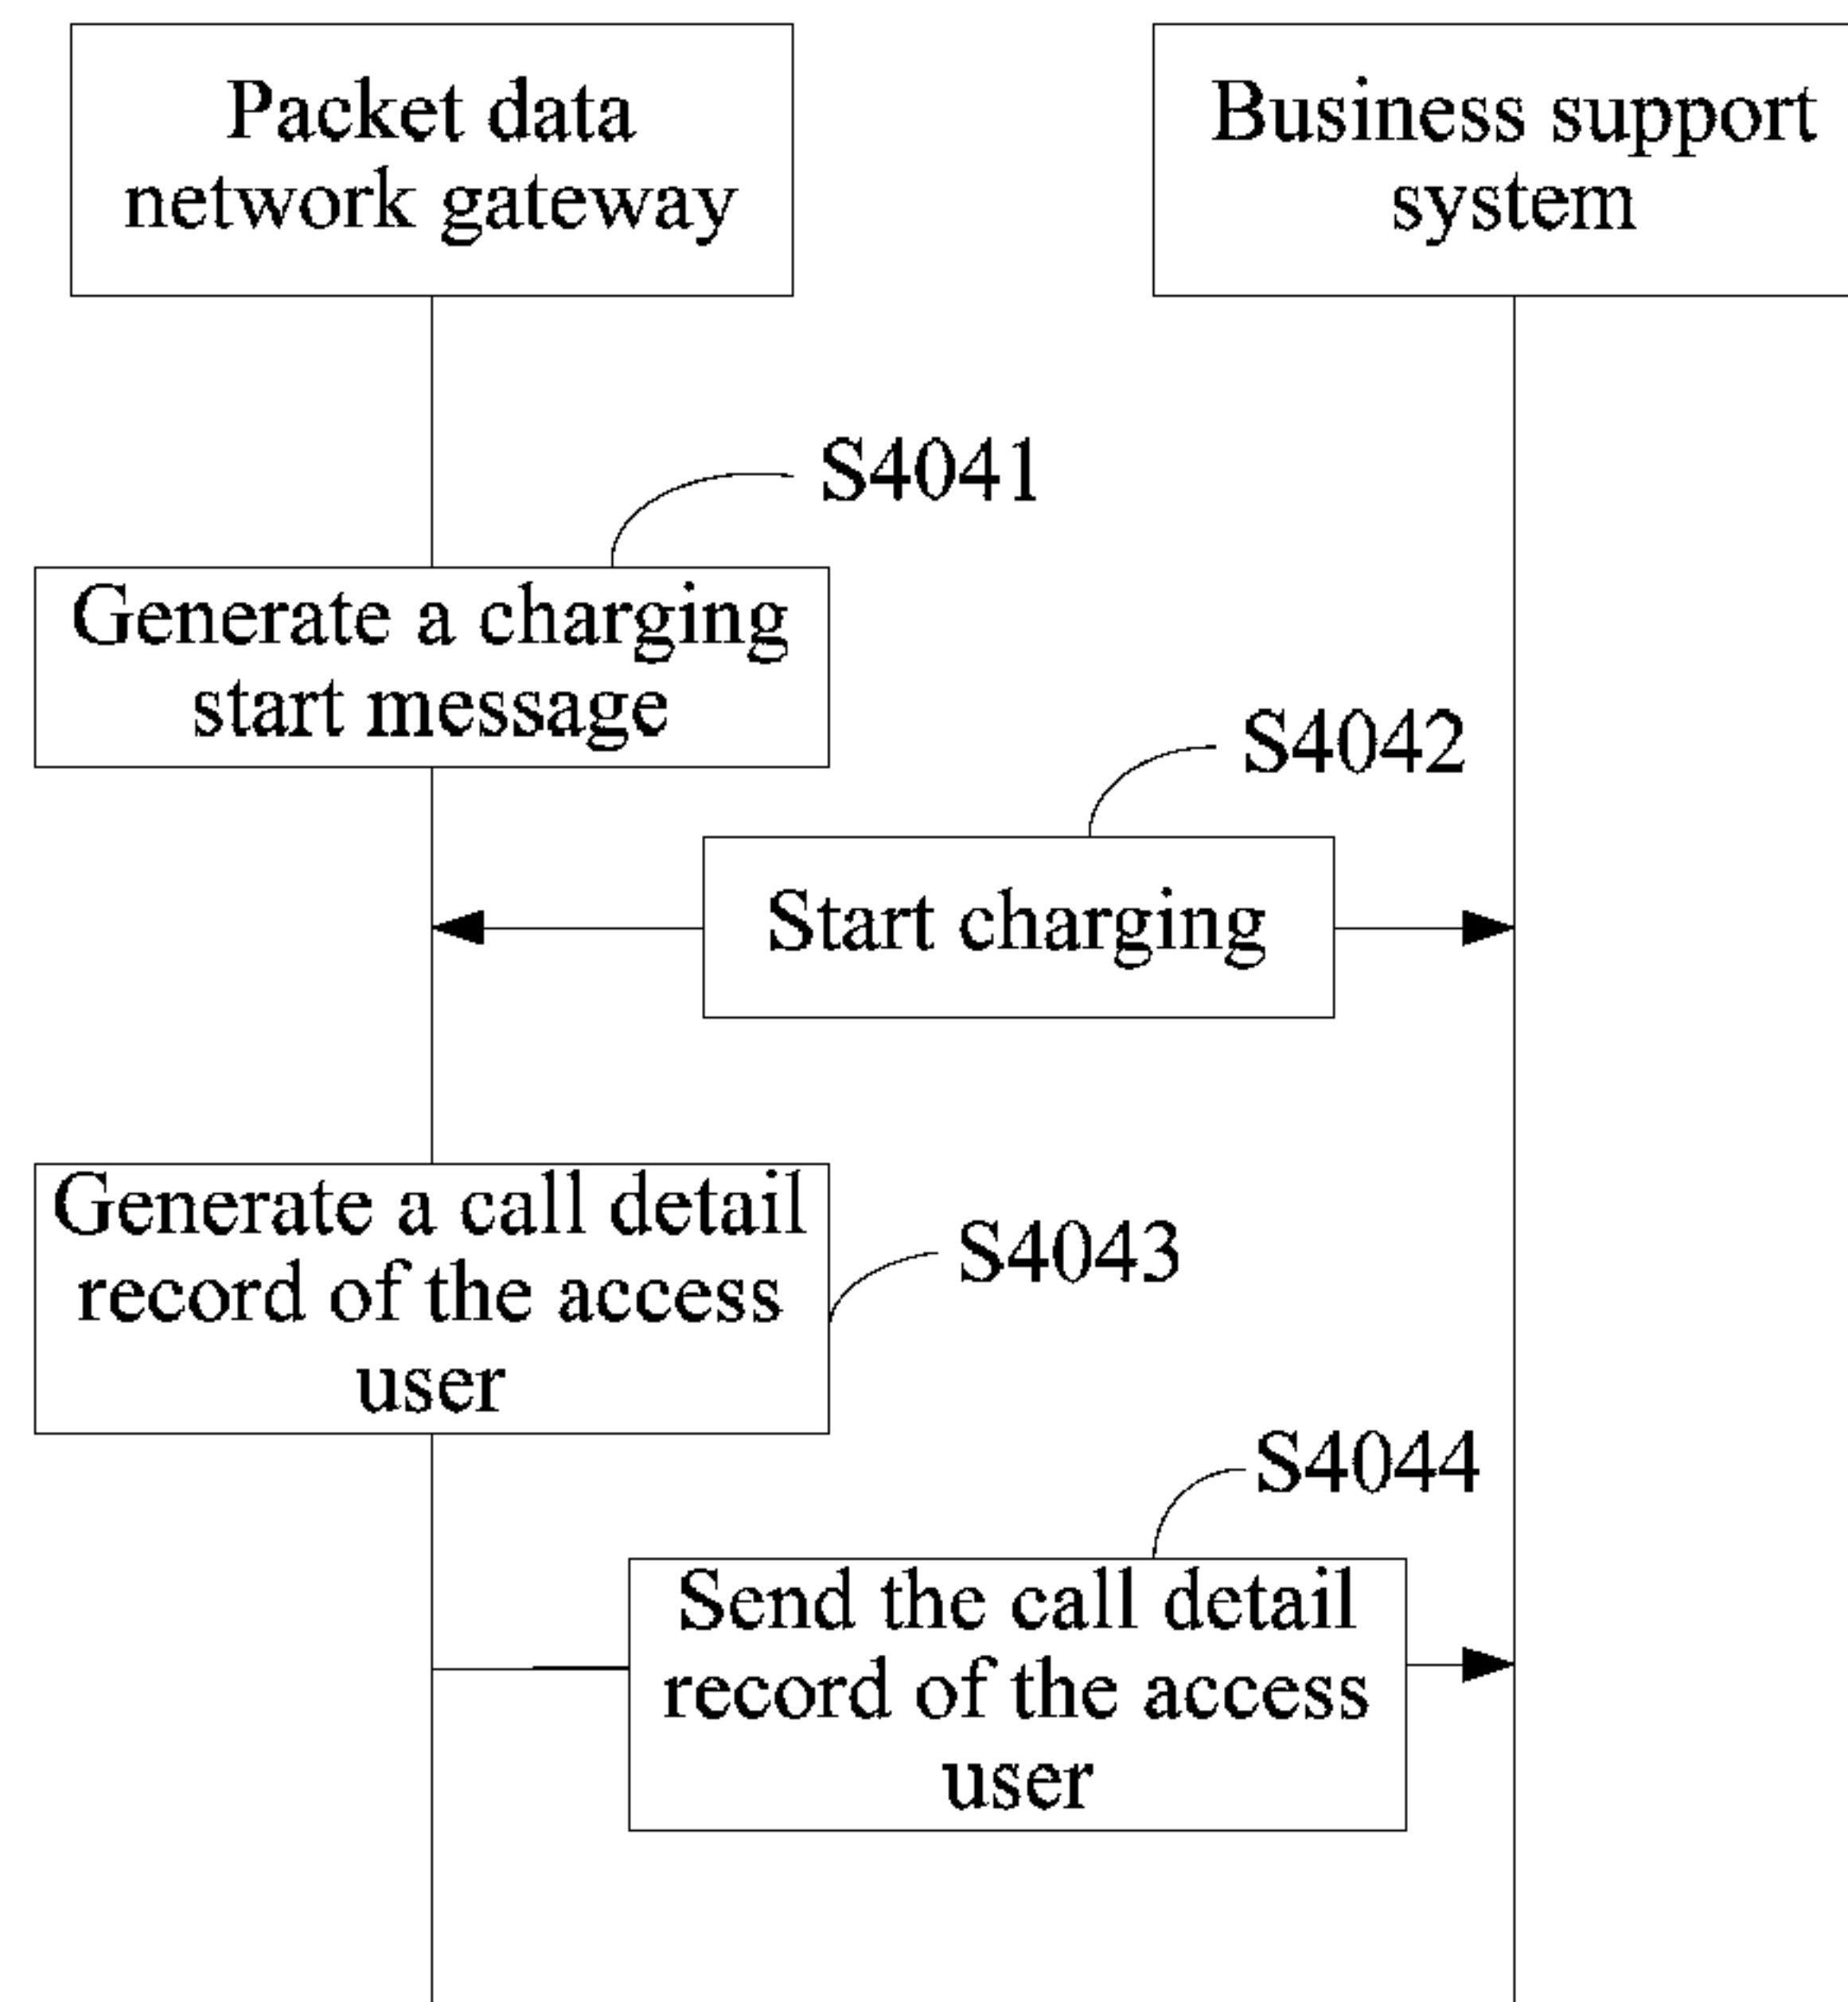 Packet data
network gateway
Business support
system
S4041
Generate a charging
start message
S4042
Start charging
Generate a call detail
record of the access
user
S4043
S4044
Send the call detail
record of the access
user